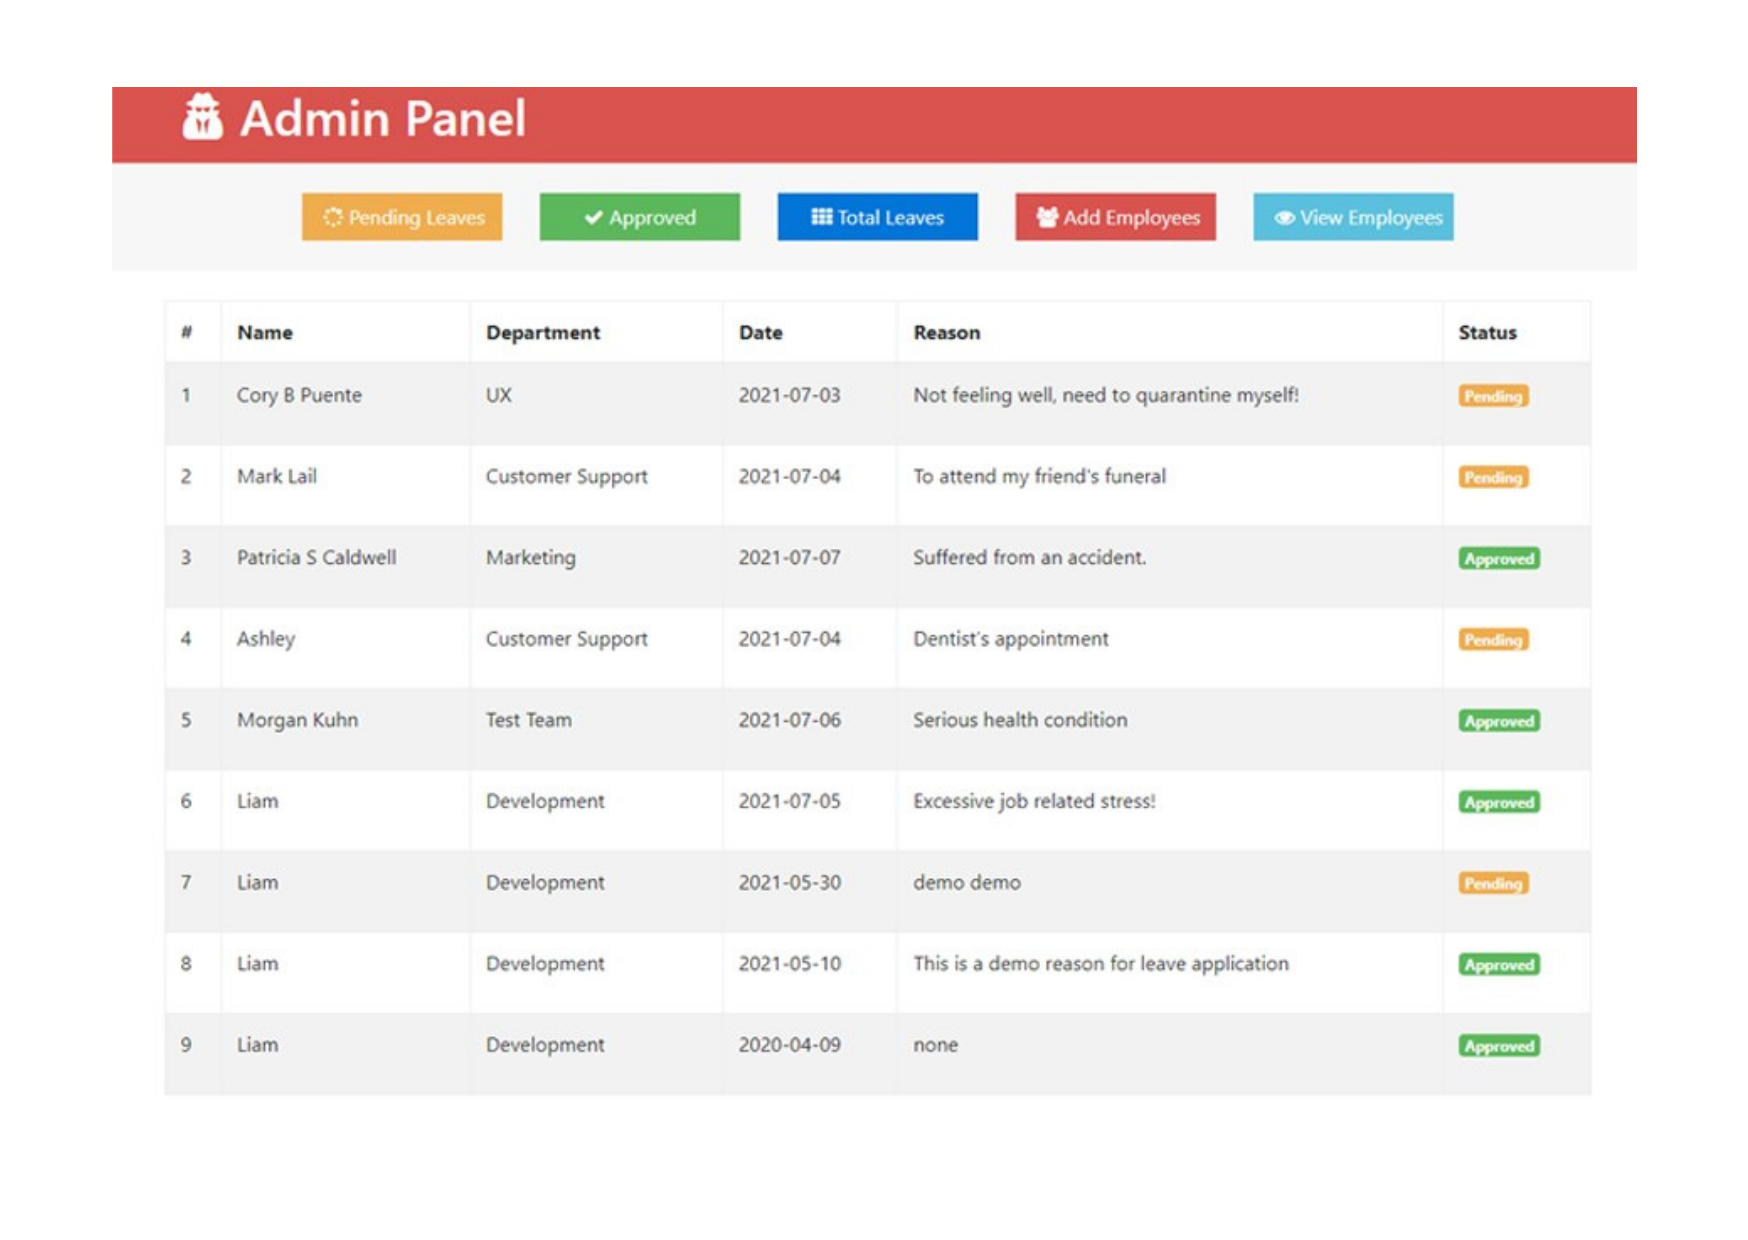 Admin Panel
Pending Leaves Approved Total Leaves Add Employees View Employees
# Name Department Date Reason Status
1 Cory B Puente UX 2021-07-03 Not feeling well, need to quarantine myself! Pending
2 Mark Lail Customer Support 2021-07-04 To attend my friend's funeral Pending
3 Patricia S Caldwell Marketing 2021-07-07 Suffered from an accident. Approved
4 Ashley Customer Support 2021-07-04 Dentist's appointment Pending
5 Morgan Kuhn Test Team 2021-07-06 Serious health condition Approved
6 Liam Development 2021-07-05 Excessive job related stress! Approved
7 Liam Development 2021-05-30 demo demo Pending
8 Liam Development 2021-05-10 This is a demo reason for leave application Approved
9 Liam Development 2020-04-09 none Approved